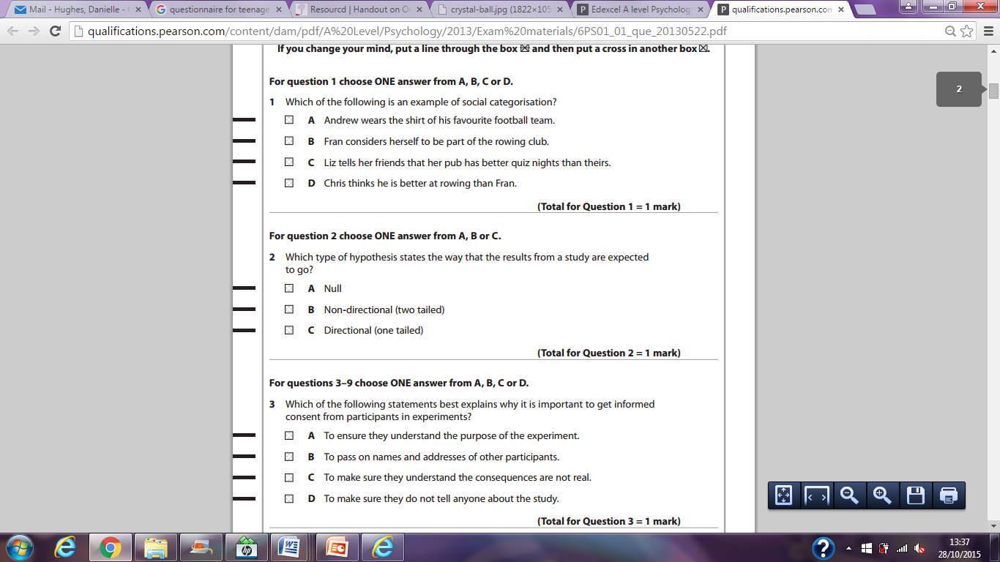 Mail - Hughes, Danielle -
questionnaire for teenage
Resourcd | Handout on O
crystal-ball.jpg (1822×105
Edexcel A level Psycholog
qualifications.pearson.con
qualifications.pearson.com/content/dam/pdf/A%20Level/Psychology/2013/Exam%20materials/6PS01_01_que_20130522.pdf
If you change your mind, put a line through the box and then put a cross in another box.
2
For question 1 choose ONE answer from A, B, C or D.
1 Which of the following is an example of social categorisation?
A Andrew wears the shirt of his favourite football team.
B Fran considers herself to be part of the rowing club.
C Liz tells her friends that her pub has better quiz nights than theirs.
D Chris thinks he is better at rowing than Fran.
(Total for Question 1 = 1 mark)
For question 2 choose ONE answer from A, B or C.
2 Which type of hypothesis states the way that the results from a study are expected
to go?
A Null
B Non-directional (two tailed)
C Directional (one tailed)
(Total for Question 2 = 1 mark)
For questions 3–9 choose ONE answer from A, B, C or D.
3 Which of the following statements best explains why it is important to get informed
consent from participants in experiments?
A To ensure they understand the purpose of the experiment.
B To pass on names and addresses of other participants.
C To make sure they understand the consequences are not real.
D To make sure they do not tell anyone about the study.
(Total for Question 3 = 1 mark)
13:37
28/10/2015